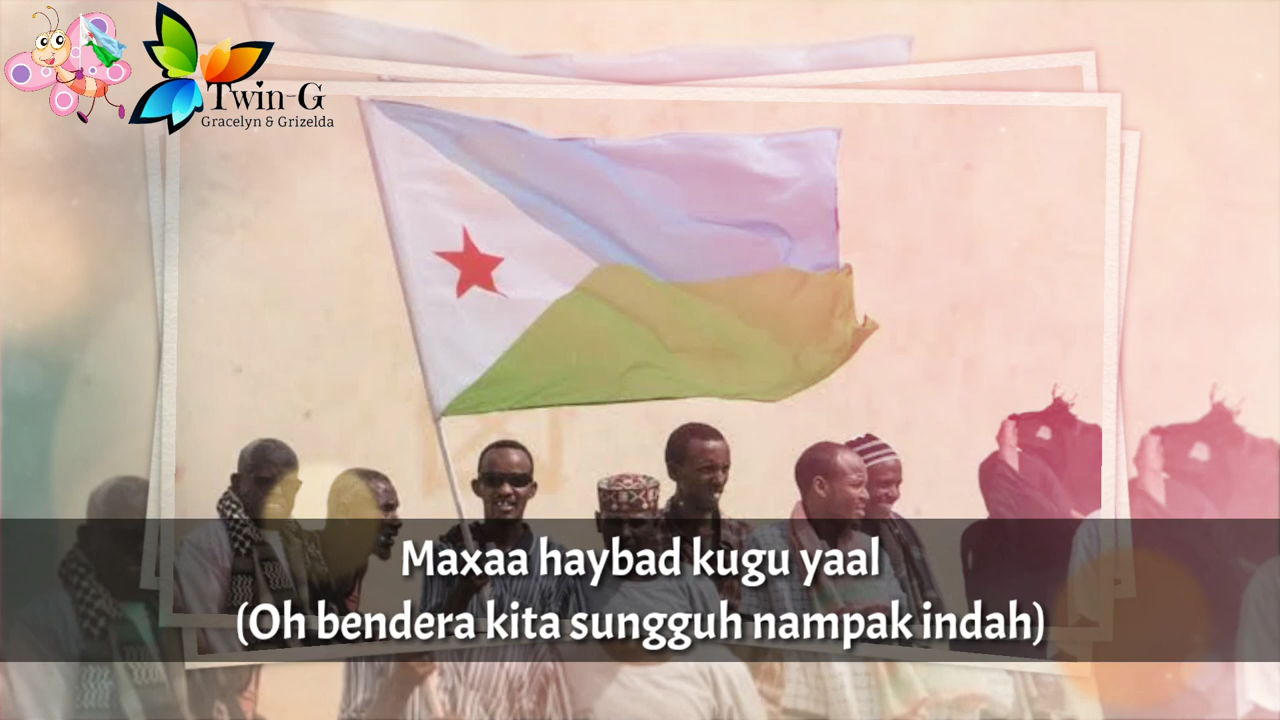 Twin-G
Gracelyn & Grizelda
Maxaa haybad kugu yaal
(Oh bendera kita sungguh nampak indah)